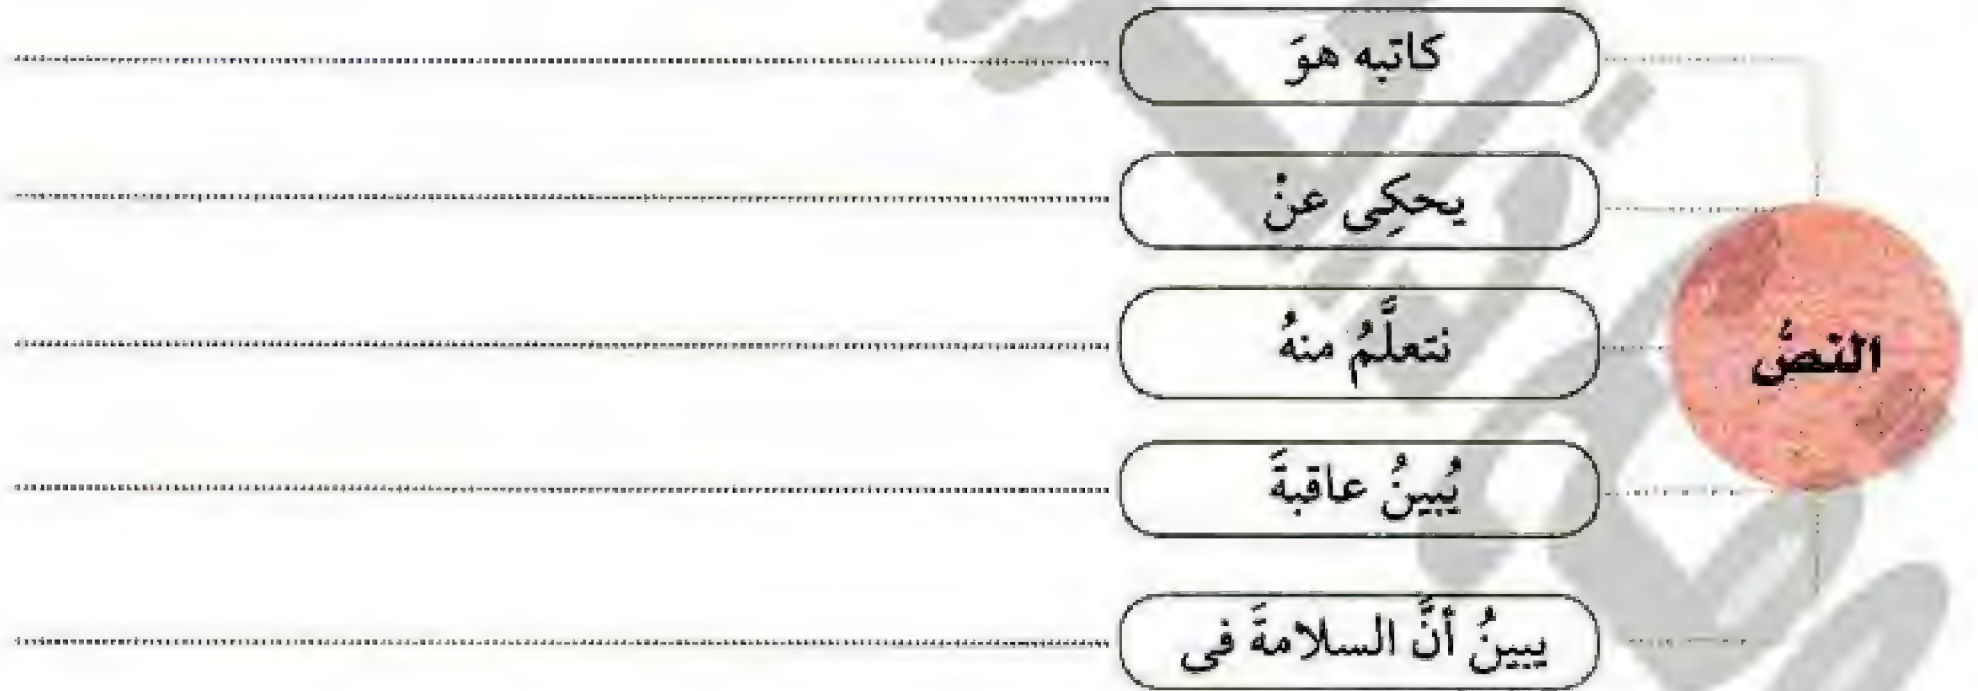 كاتبه هوَ
يحكِى عنْ
نتعلَّمُ منهُ
النصُ
يُبينُ عاقبةَ
يبينُ أنَّ السلامةَ فى